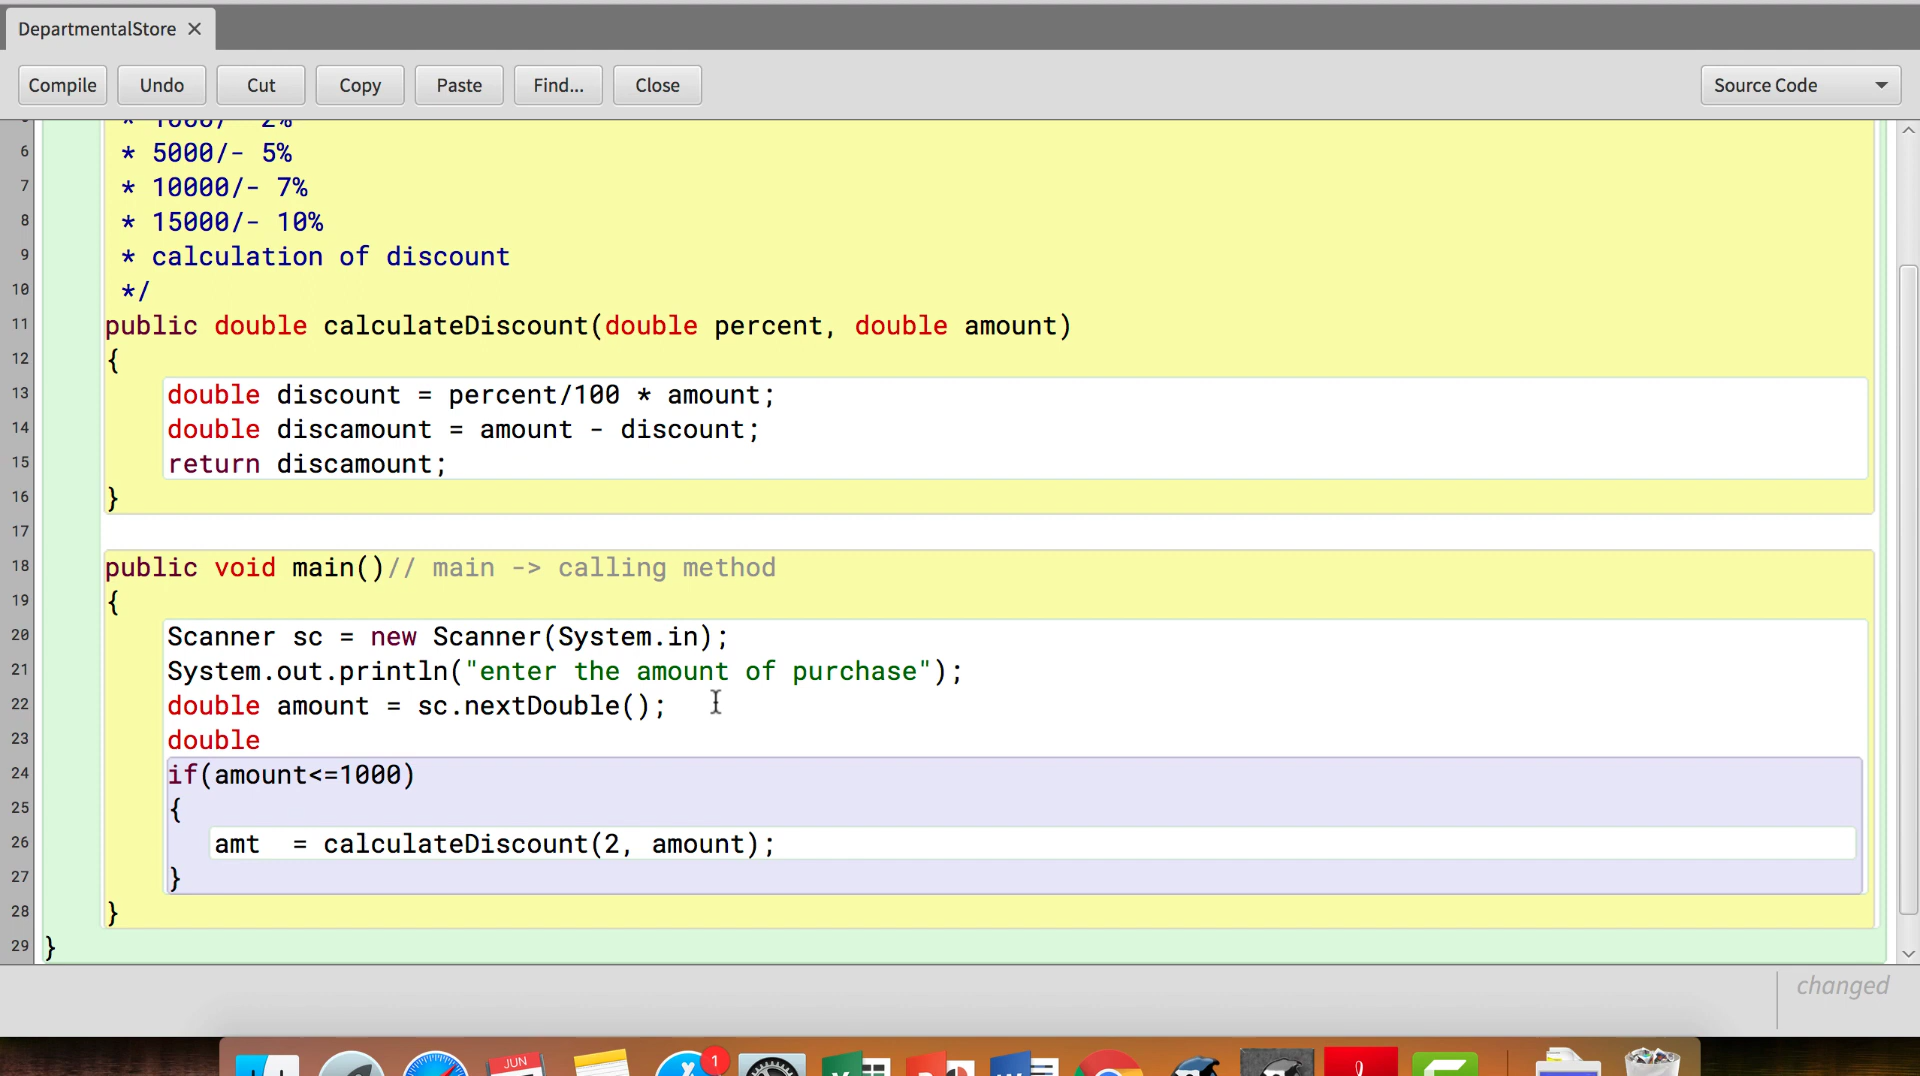 DepartmentalStore ×
Compile Undo Cut Copy Paste Find... Close Source Code
6 * 5000/- 5%
7 * 10000/- 7%
8 * 15000/- 10%
9 * calculation of discount
10 */
11 public double calculateDiscount(double percent, double amount)
12 {
13 double discount = percent/100 * amount;
14 double discamount = amount - discount;
15 return discamount;
16 }
17
18 public void main()// main -> calling method
19 {
20 Scanner sc = new Scanner(System.in);
21 System.out.println("enter the amount of purchase");
22 double amount = sc.nextDouble();
23 double
24 if(amount<=1000)
25 {
26 amt  = calculateDiscount(2, amount);
27 }
28 }
29 }
changed
JUN 1